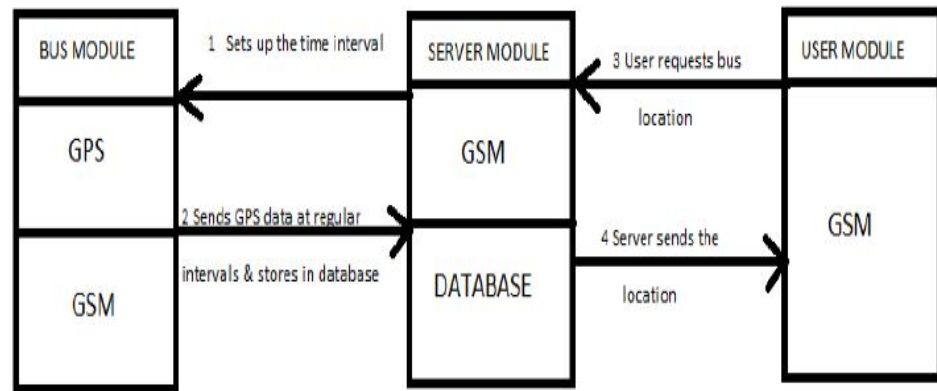 BUS MODULE
GPS
GSM
1 Sets up the time interval
2 Sends GPS data at regular
intervals & stores in database
SERVER MODULE
GSM
DATABASE
3 User requests bus
location
4 Server sends the
location
USER MODULE
GSM